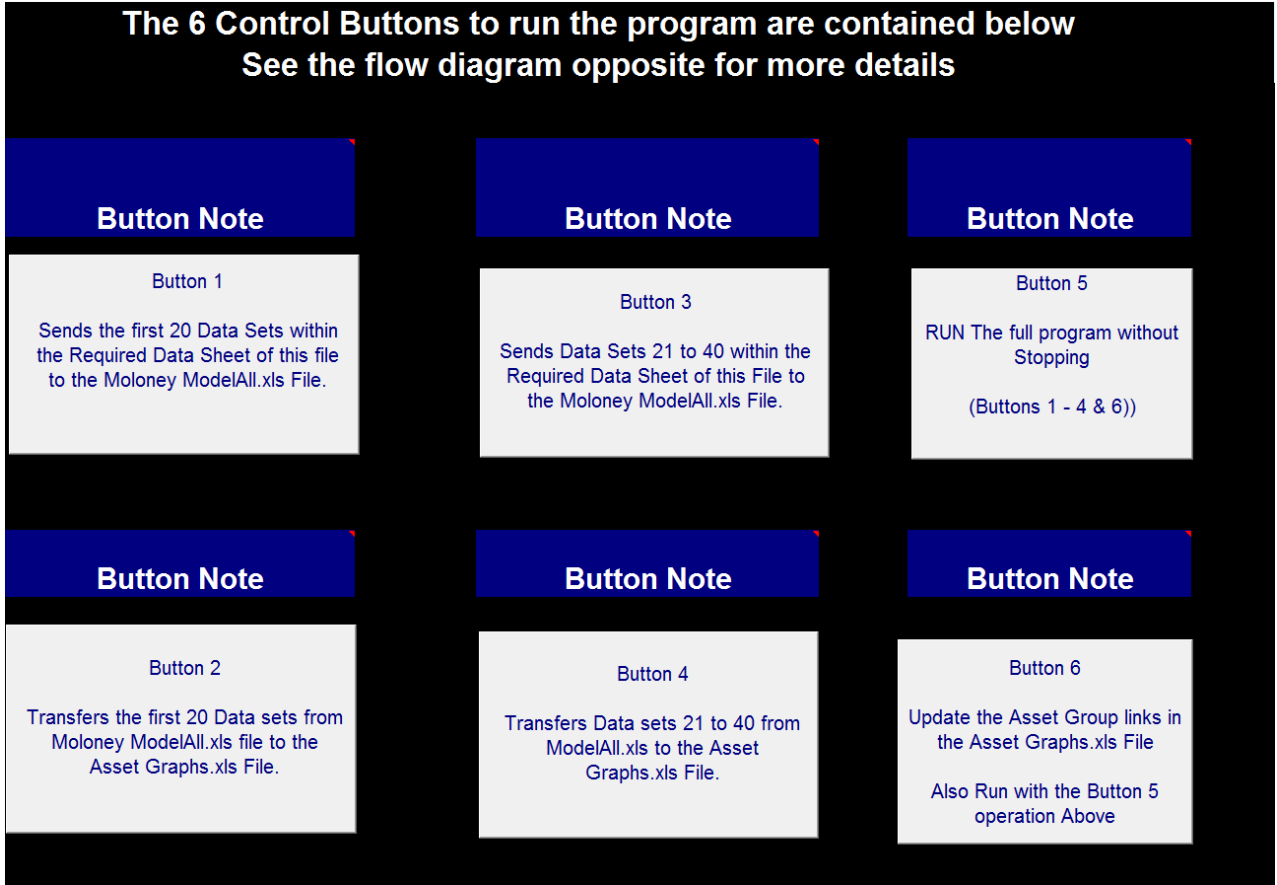 The 6 Control Buttons to run the program are contained below
See the flow diagram opposite for more details
Button Note
Button Note
Button Note
Button 1
Sends the first 20 Data Sets within
the Required Data Sheet of this file
to the Moloney ModelAll.xls File.
Button 3
Sends Data Sets 21 to 40 within the
Required Data Sheet of this File to
the Moloney ModelAll.xls File.
Button 5
RUN The full program without
Stopping
(Buttons 1 - 4 & 6))
Button Note
Button Note
Button Note
Button 2
Transfers the first 20 Data sets from
Moloney ModelAll.xls file to the
Asset Graphs.xls File.
Button 4
Transfers Data sets 21 to 40 from
ModelAll.xls to the Asset
Graphs.xls File.
Button 6
Update the Asset Group links in
the Asset Graphs.xls File
Also Run with the Button 5
operation Above